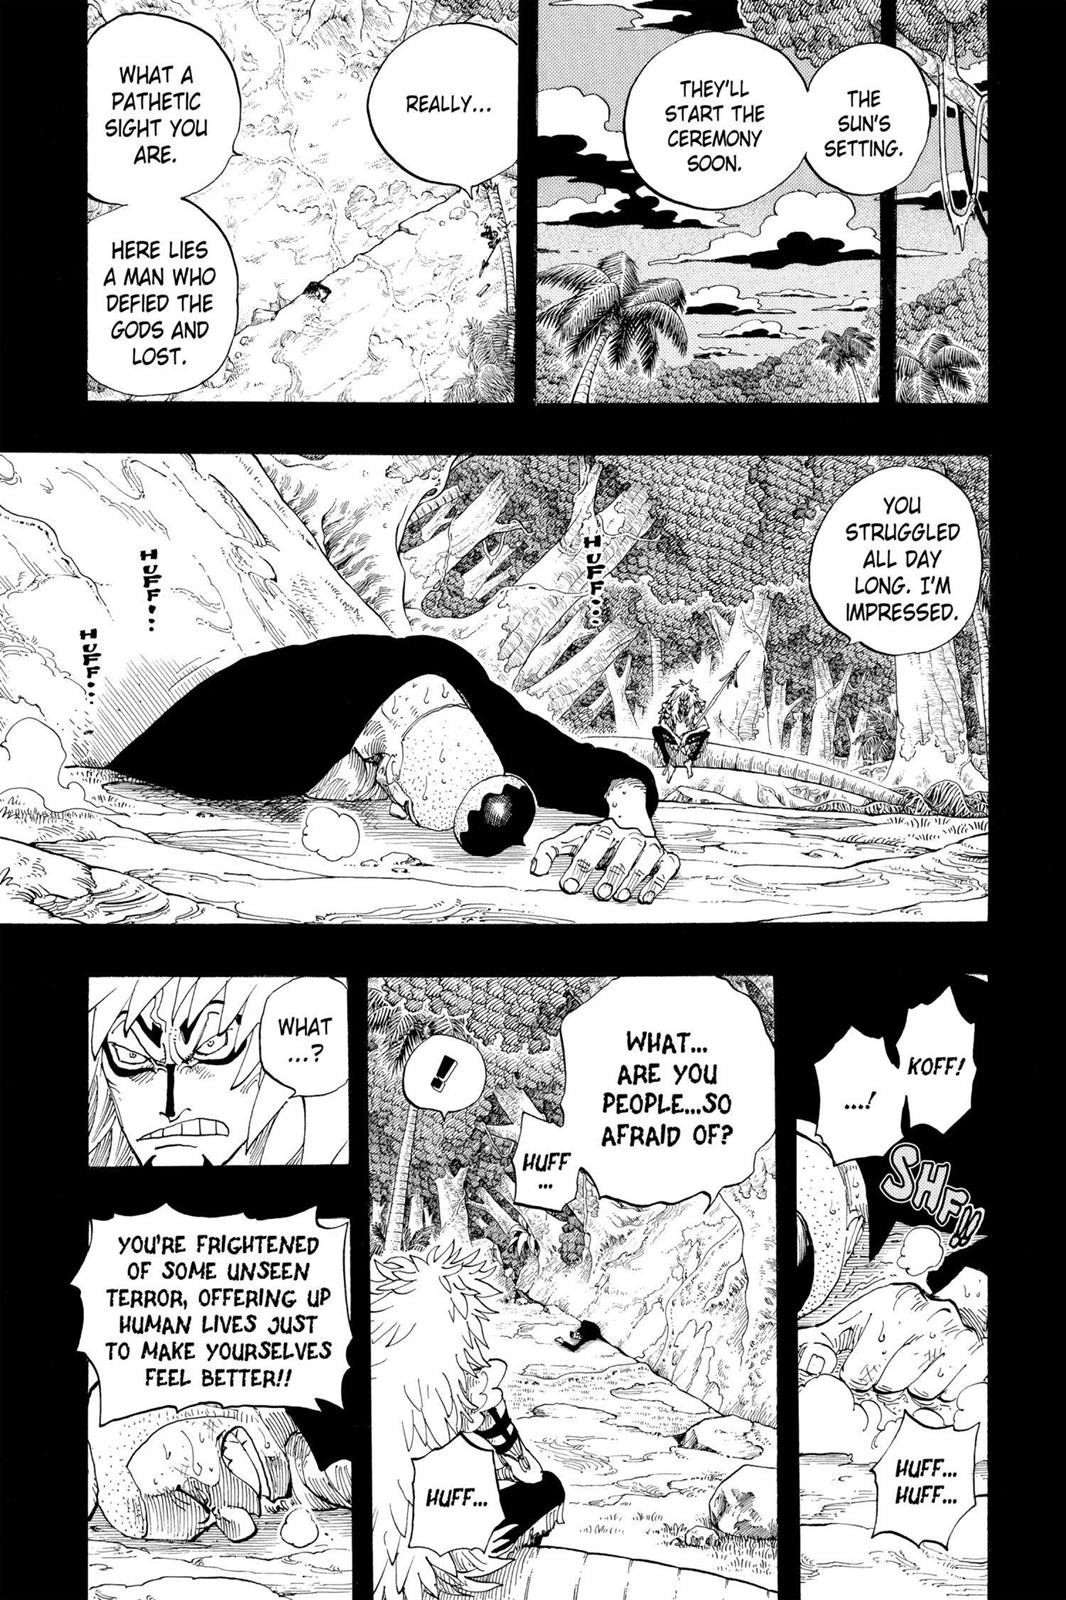 THE
SUN'S
SETTING.
THEY'LL
START THE
CEREMONY
SOON.
REALLY...
WHAT A
PATHETIC
SIGHT YOU
ARE.
HERE LIES
A MAN WHO
DEFIED THE
GODS AND
LOST.
YOU
STRUGGLED
ALL DAY
LONG. I'M
IMPRESSED.
HUFF...
HUFF...
HUFF...
KOFF!
...!
SHF!!
HUFF...
HUFF...
WHAT...
ARE YOU
PEOPLE...SO
AFRAID OF?
HUFF
...
!
HUFF...
WHAT
...?
YOU'RE FRIGHTENED
OF SOME UNSEEN
TERROR, OFFERING UP
HUMAN LIVES JUST
TO MAKE YOURSELVES
FEEL BETTER!!